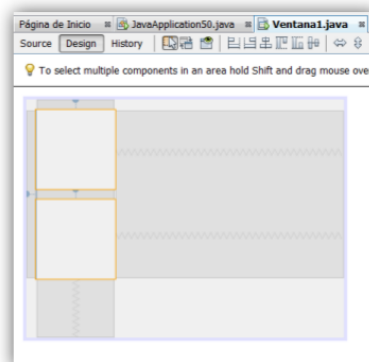 Página de Inicio JavaApplication50.java Ventana1.java
Source Design History
To select multiple components in an area hold Shift and drag mouse ove